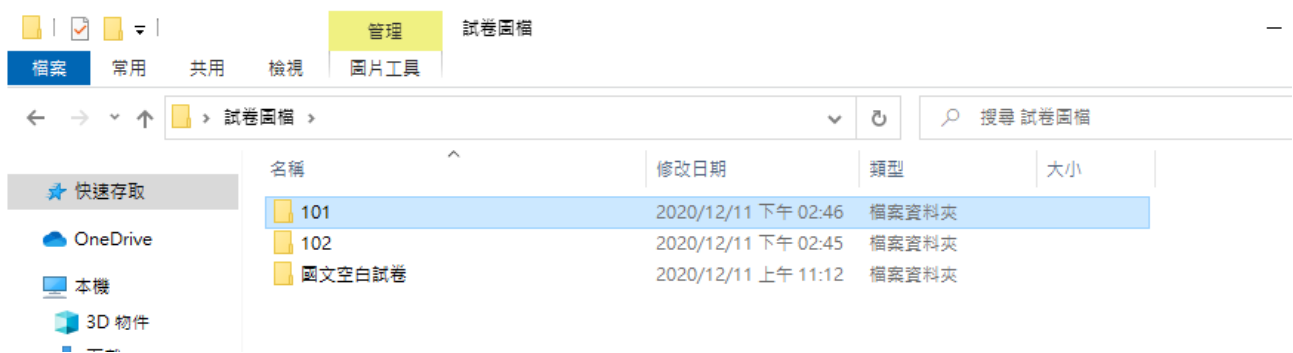 管理 試卷圖檔
檔案 常用 共用 檢視 圖片工具
試卷圖檔 搜尋 試卷圖檔
名稱 修改日期 類型 大小
快速存取
101 2020/12/11 下午 02:46 檔案資料夾
OneDrive
102 2020/12/11 下午 02:45 檔案資料夾
本機
國文空白試卷 2020/12/11 上午 11:12 檔案資料夾
3D 物件